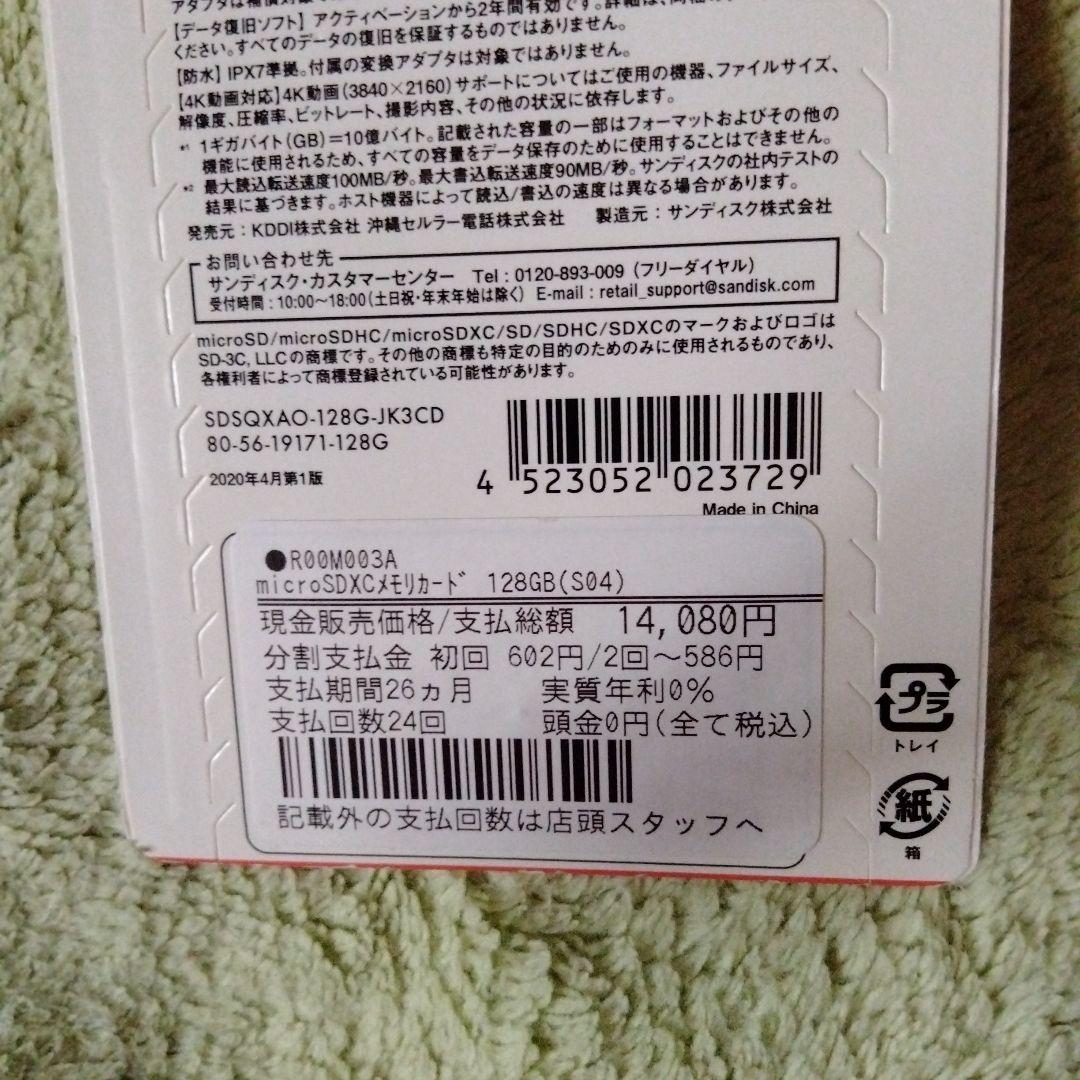 アダプタは補償対象
【データ復旧ソフト】アクティベーションから2年間有効です。詳細は、同梱の
ください。すべてのデータの復旧を保証するものではありません。
【防水】IPX7準拠。付属の変換アダプタは対象ではありません。
【4K動画対応】4K動画（3840×2160）サポートについてはご使用の機器、ファイルサイズ、
解像度、圧縮率、ビットレート、撮影内容、その他の状況に依存します。
*1 1ギガバイト（GB）＝10億バイト。記載された容量の一部はフォーマットおよびその他の
機能に使用されるため、すべての容量をデータ保存のために使用することはできません。
*2 最大読込転送速度100MB/秒。最大書込転送速度90MB/秒。サンディスクの社内テストの
結果に基づきます。ホスト機器によって読込/書込の速度は異なる場合があります。
発売元：KDDI株式会社 沖縄セルラー電話株式会社　製造元：サンディスク株式会社
お問い合わせ先
サンディスク・カスタマーセンター　Tel：0120-893-009（フリーダイヤル）
受付時間：10:00～18:00（土日祝・年末年始は除く） E-mail：retail_support@sandisk.com
microSD/microSDHC/microSDXC/SD/SDHC/SDXCのマークおよびロゴは
SD-3C, LLCの商標です。その他の商標も特定の目的のためのみに使用されるものであり、
各権利者によって商標登録されている可能性があります。
SDSQXAO-128G-JK3CD
80-56-19171-128G
2020年4月第1版
4 523052 023729
Made in China
●R00M003A
microSDXCﾒﾓﾘｶｰﾄﾞ 128GB(S04)
現金販売価格/支払総額 14,080円
分割支払金 初回 602円/2回～586円
支払期間26ヵ月 実質年利0%
支払回数24回 頭金0円(全て税込)
記載外の支払回数は店頭スタッフへ
プラ
トレイ
紙
箱